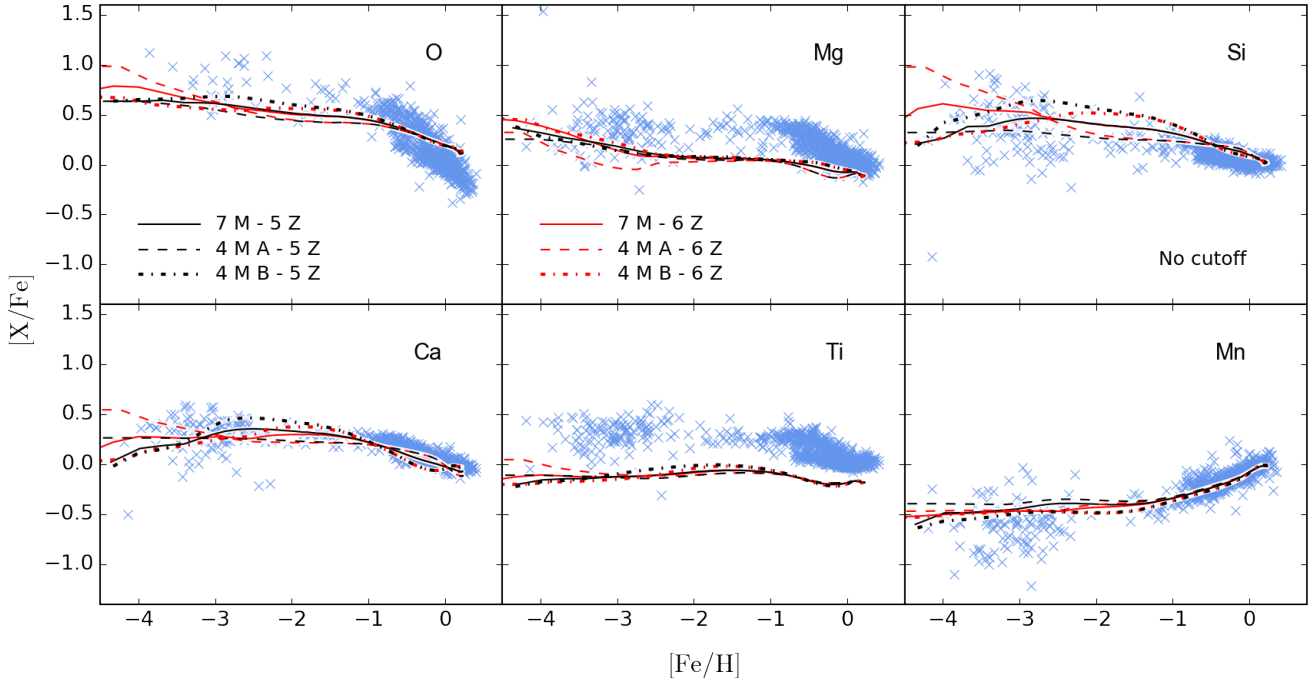 1.5
1.0
0.5
0.0
−0.5
−1.0
O
7 M - 5 Z
4 M A - 5 Z
4 M B - 5 Z
Mg
7 M - 6 Z
4 M A - 6 Z
4 M B - 6 Z
Si
No cutoff
[X/Fe]
1.5
1.0
0.5
0.0
−0.5
−1.0
Ca
Ti
Mn
−4 −3 −2 −1 0
−4 −3 −2 −1 0
−4 −3 −2 −1 0
[Fe/H]